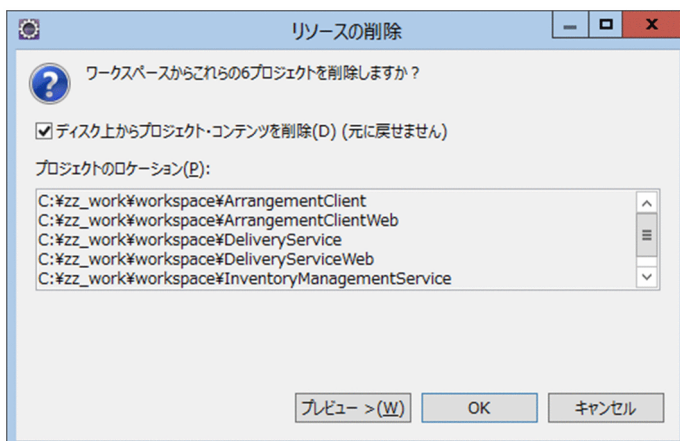 リソースの削除
ワークスペースからこれらの6プロジェクトを削除しますか？
ディスク上からプロジェクト・コンテンツを削除(D) (元に戻せません)
プロジェクトのロケーション(P):
C:¥zz_work¥workspace¥ArrangementClient
C:¥zz_work¥workspace¥ArrangementClientWeb
C:¥zz_work¥workspace¥DeliveryService
C:¥zz_work¥workspace¥DeliveryServiceWeb
C:¥zz_work¥workspace¥InventoryManagementService
プレビュー >(W) OK キャンセル